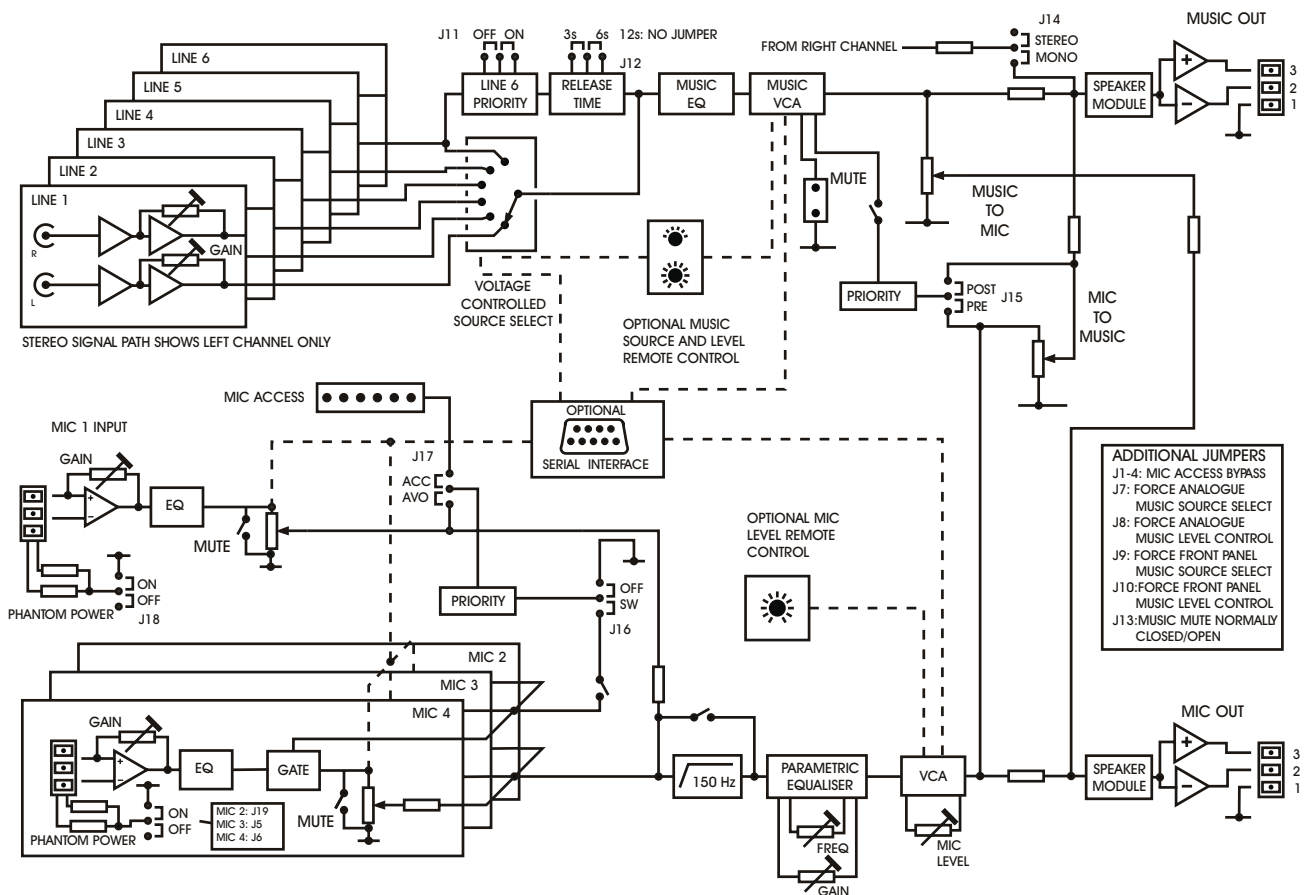 J11 OFF ON
3s 6s 12s: NO JUMPER
J12
J14
STEREO
MONO
MUSIC OUT
FROM RIGHT CHANNEL
LINE 6
LINE 5
LINE 4
LINE 3
LINE 2
LINE 1
R
L
GAIN
LINE 6
PRIORITY
RELEASE
TIME
MUSIC
EQ
MUSIC
VCA
SPEAKER
MODULE
+
−
3
2
1
MUTE
MUSIC
TO
MIC
VOLTAGE
CONTROLLED
SOURCE SELECT
OPTIONAL MUSIC
SOURCE AND LEVEL
REMOTE CONTROL
PRIORITY
POST
PRE
J15
MIC
TO
MUSIC
STEREO SIGNAL PATH SHOWS LEFT CHANNEL ONLY
MIC ACCESS
OPTIONAL
SERIAL INTERFACE
MIC 1 INPUT
GAIN
+
−
EQ
MUTE
J17
ACC
AVO
ON
OFF
J18
PHANTOM POWER
PRIORITY
OFF
SW
J16
OPTIONAL MIC
LEVEL REMOTE
CONTROL
ADDITIONAL JUMPERS
J1-4: MIC ACCESS BYPASS
J7: FORCE ANALOGUE
MUSIC SOURCE SELECT
J8: FORCE ANALOGUE
MUSIC LEVEL CONTROL
J9: FORCE FRONT PANEL
MUSIC SOURCE SELECT
J10:FORCE FRONT PANEL
MUSIC LEVEL CONTROL
J13:MUSIC MUTE NORMALLY
CLOSED/OPEN
MIC 2
MIC 3
MIC 4
GAIN
+
−
EQ
GATE
MUTE
ON
OFF
PHANTOM POWER
MIC 2: J19
MIC 3: J5
MIC 4: J6
150 Hz
PARAMETRIC
EQUALISER
FREQ
GAIN
VCA
MIC
LEVEL
MIC OUT
SPEAKER
MODULE
+
−
3
2
1